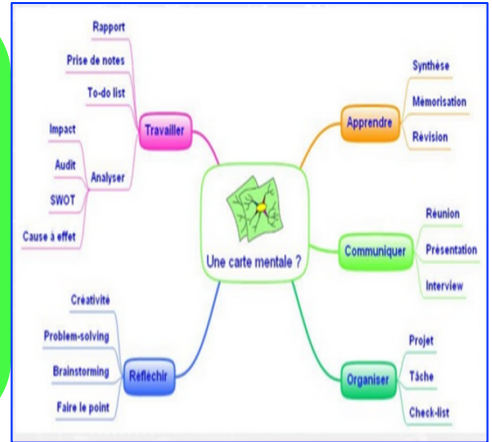 Une carte mentale ?
Travailler
Rapport
Prise de notes
To-do list
Analyser
Impact
Audit
SWOT
Cause à effet
Réfléchir
Créativité
Problem-solving
Brainstorming
Faire le point
Apprendre
Synthèse
Mémorisation
Révision
Communiquer
Réunion
Présentation
Interview
Organiser
Projet
Tâche
Check-list